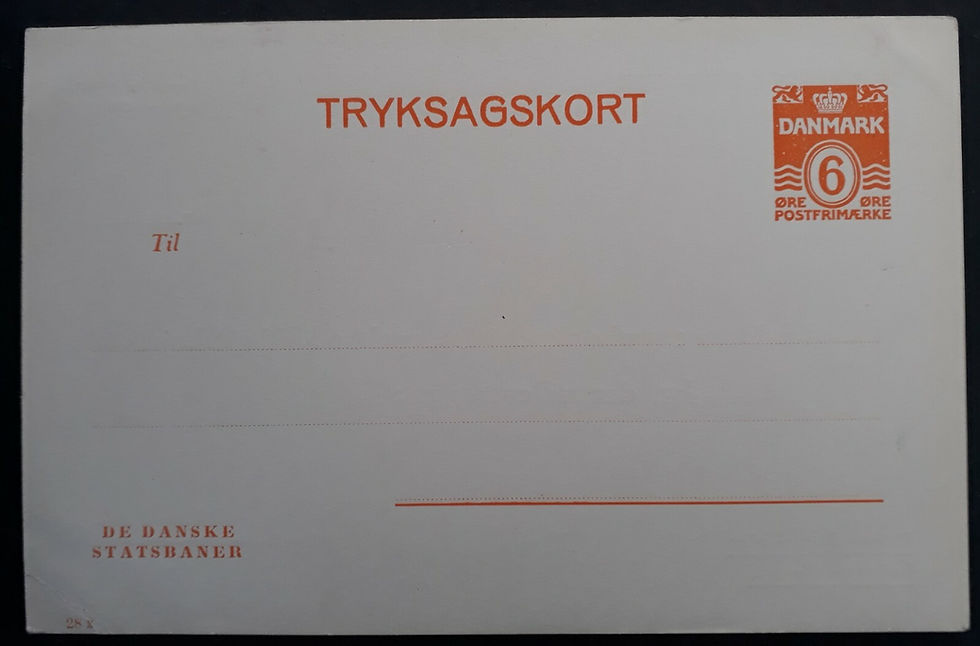 TRYKSAGSKORT
DANMARK
6
ØRE ØRE
POSTFRIMÆRKE
Til
DE DANSKE
STATSBANER
28 x